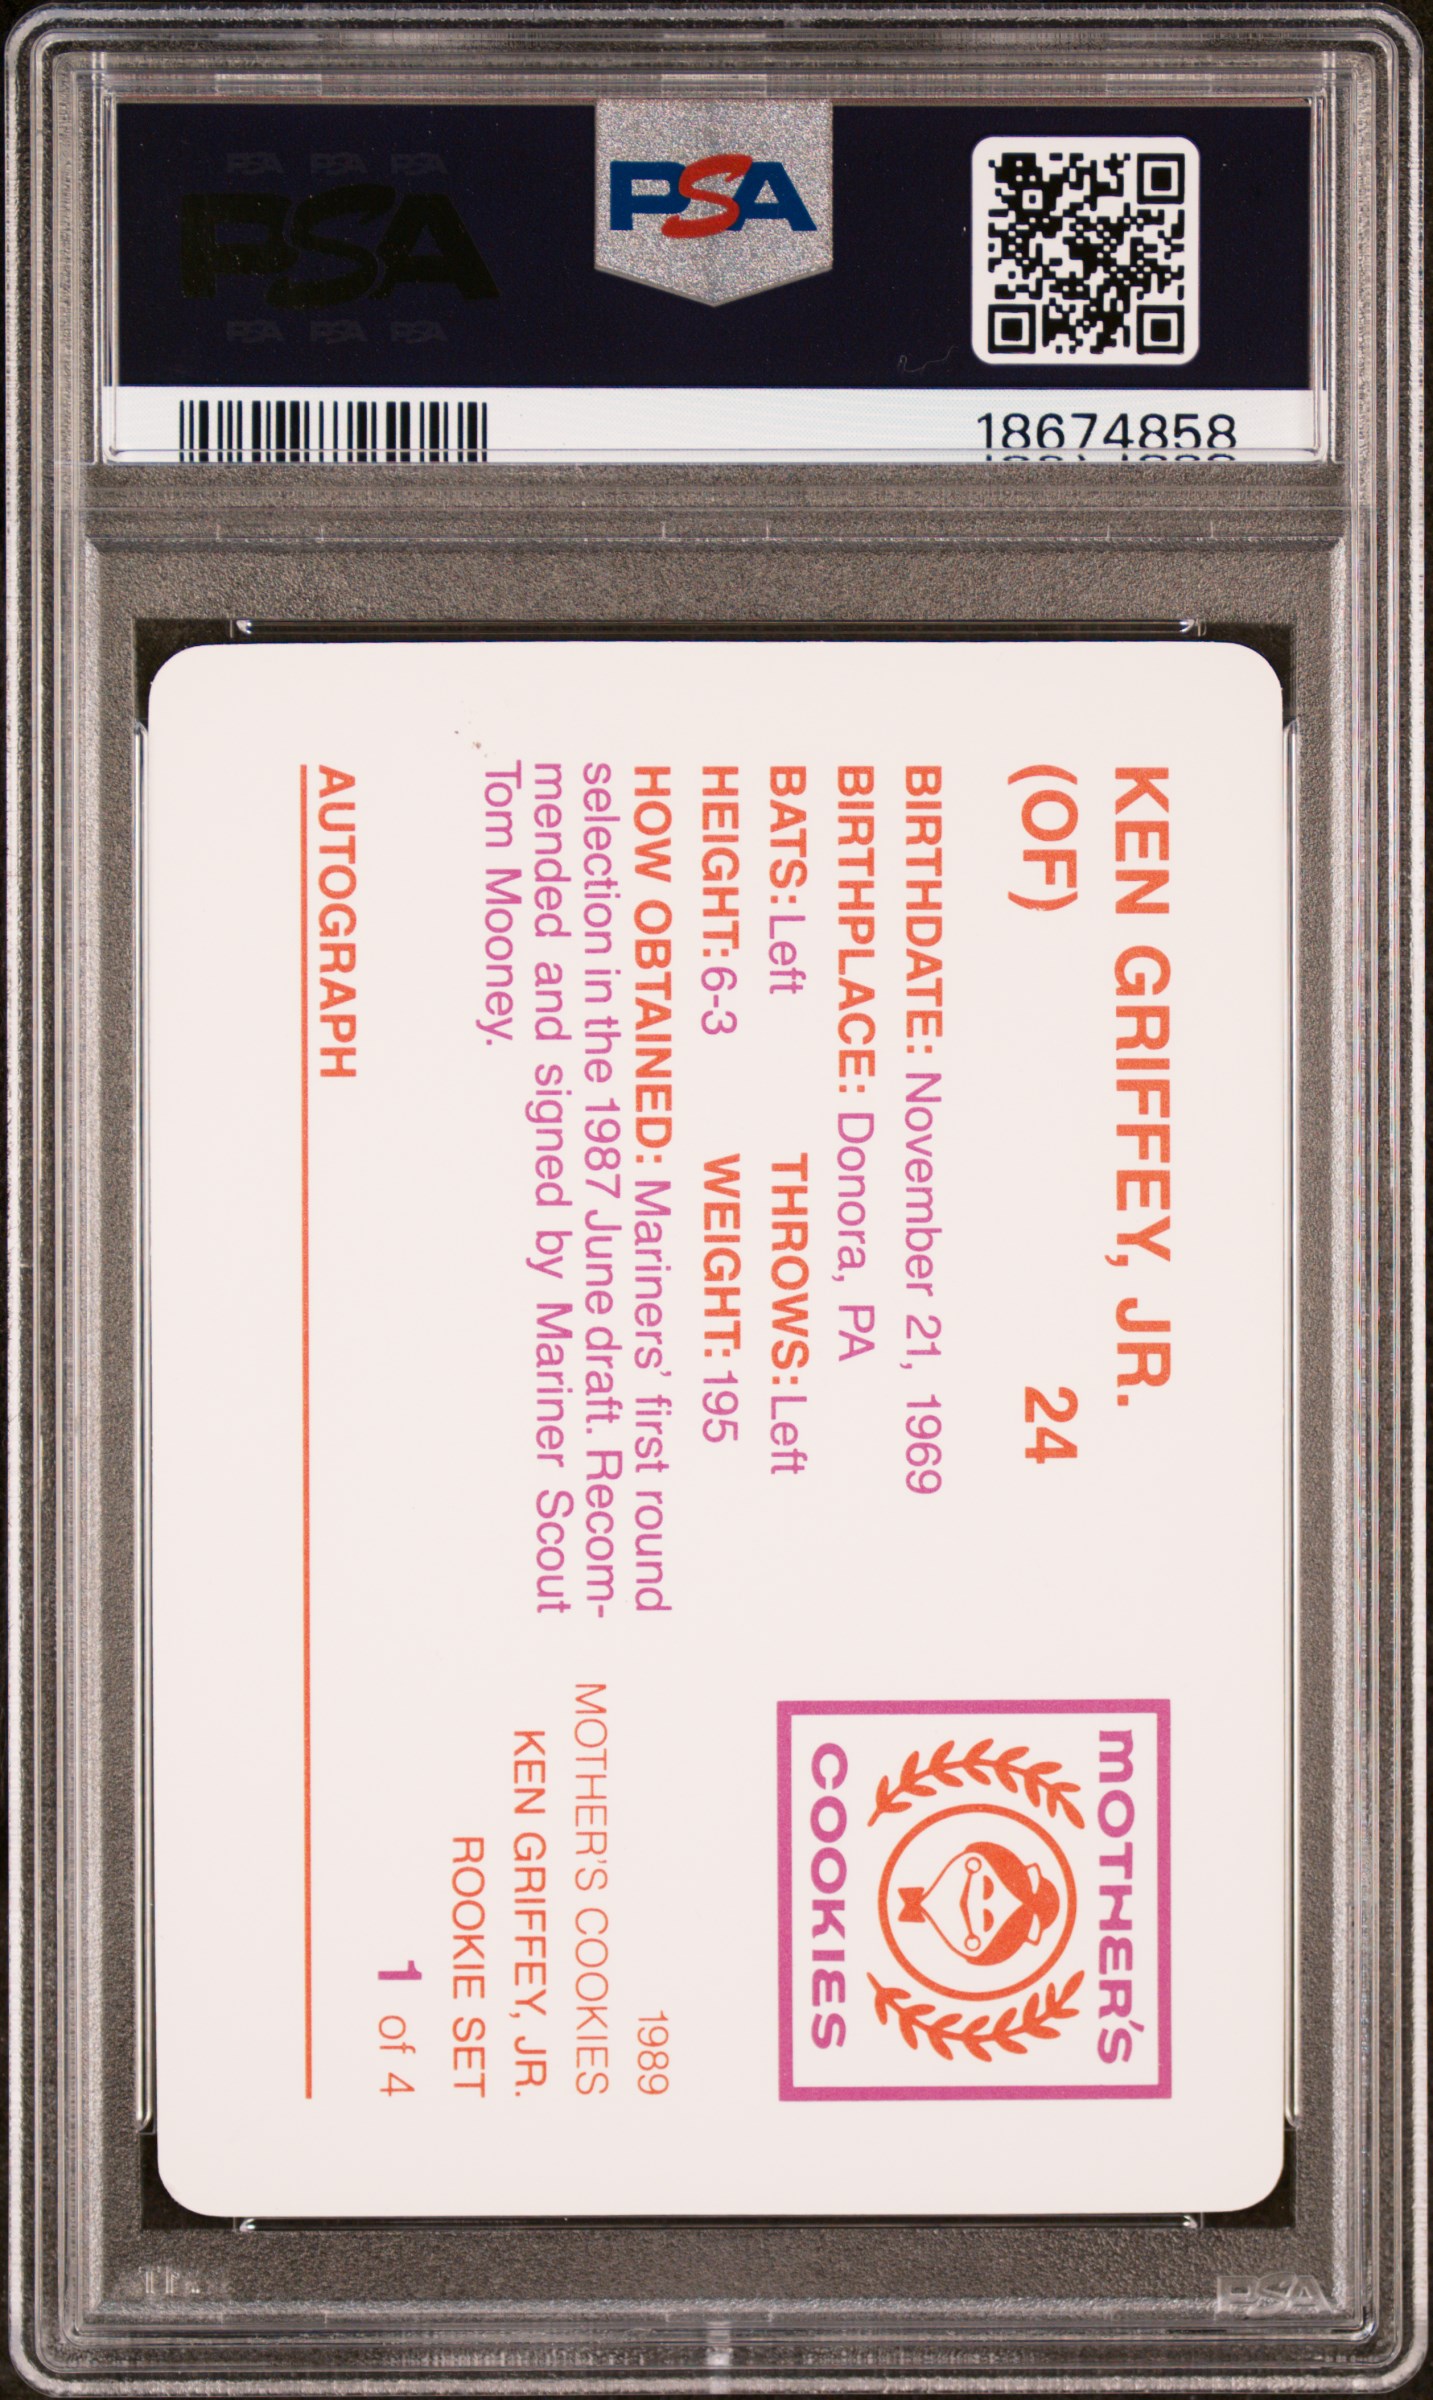 PSA PSA PSA
PSA
PSA PSA PSA
PSA
18674858
KEN GRIFFEY, JR.
(OF) 24
BIRTHDATE: November 21, 1969
BIRTHPLACE: Donora, PA
BATS: Left THROWS: Left
HEIGHT: 6-3 WEIGHT: 195
HOW OBTAINED: Mariners' first round
selection in the 1987 June draft. Recom-
mended and signed by Mariner Scout
Tom Mooney.
AUTOGRAPH
MOTHER'S
COOKIES
1989
MOTHER'S COOKIES
KEN GRIFFEY, JR.
ROOKIE SET
1 of 4
PSA